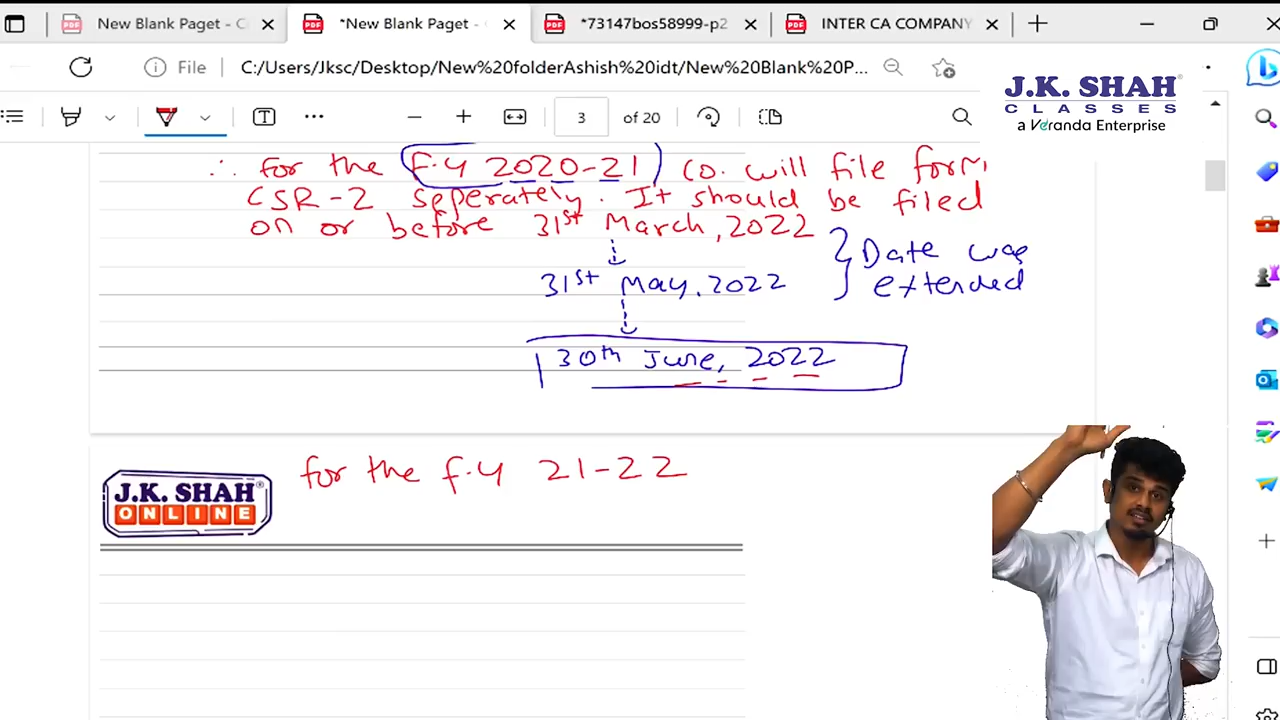 New Blank Paget - C
*New Blank Paget -
*73147bos58999-p2
INTER CA COMPANY
File
C:/Users/Jksc/Desktop/New%20folderAshish%20idt/New%20Blank%20P...
J.K. SHAH
CLASSES
a Veranda Enterprise
3 of 20
∴ for the f.y 2020-21 co. will file form
CSR-2 seperately. It should be filed
on or before 31st March, 2022
31st May, 2022
Date was
extended
30th June, 2022
J.K. SHAH
ONLINE
for the f.y 21-22